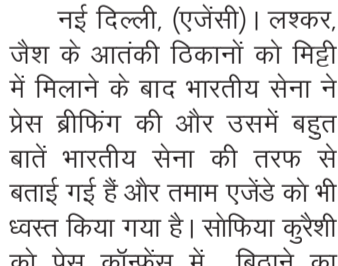 नई दिल्ली, (एजेंसी)। लश्कर,
जैश के आतंकी ठिकानों को मिट्टी
में मिलाने के बाद भारतीय सेना ने
प्रेस ब्रीफिंग की और उसमें बहुत
बातें भारतीय सेना की तरफ से
बताई गई हैं और तमाम एजेंडे को भी
ध्वस्त किया गया है। सोफिया कुरैशी
को प्रेस कॉन्फ्रेंस में बिठाने का